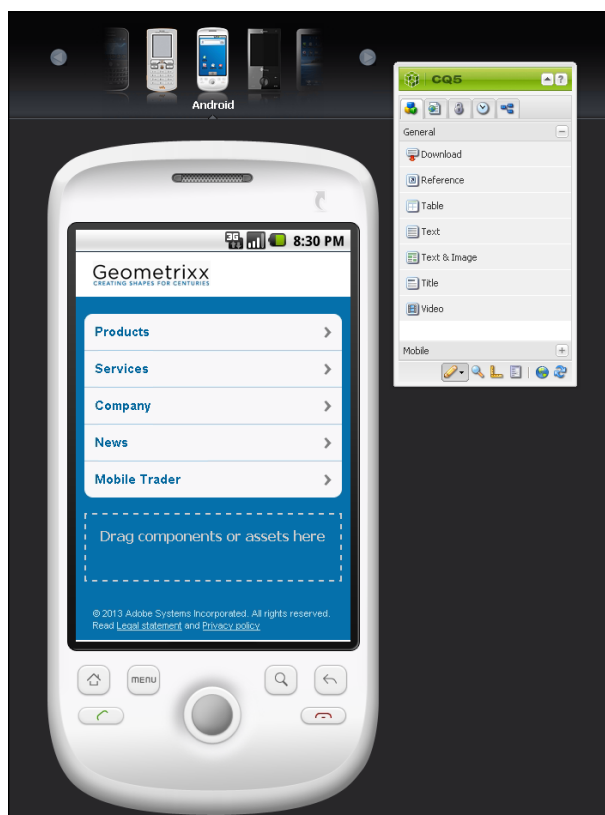 Android
CQ5
?
General
Download
Reference
Table
Text
Text & Image
Title
Video
Mobile
3G
8:30 PM
Geometrixx
CREATING SHAPES FOR CENTURIES
Products
Services
Company
News
Mobile Trader
Drag components or assets here
© 2013 Adobe Systems Incorporated. All rights reserved.
Read Legal statement and Privacy policy
MENU